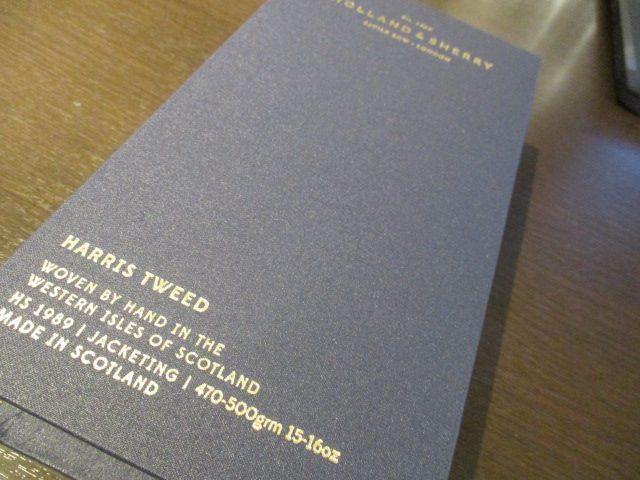 HOLLAND & SHERRY
SAVILE ROW • LONDON
HARRIS TWEED
WOVEN BY HAND IN THE
WESTERN ISLES OF SCOTLAND
HS 1989 | JACKETING | 470-500grm 15-16oz
MADE IN SCOTLAND